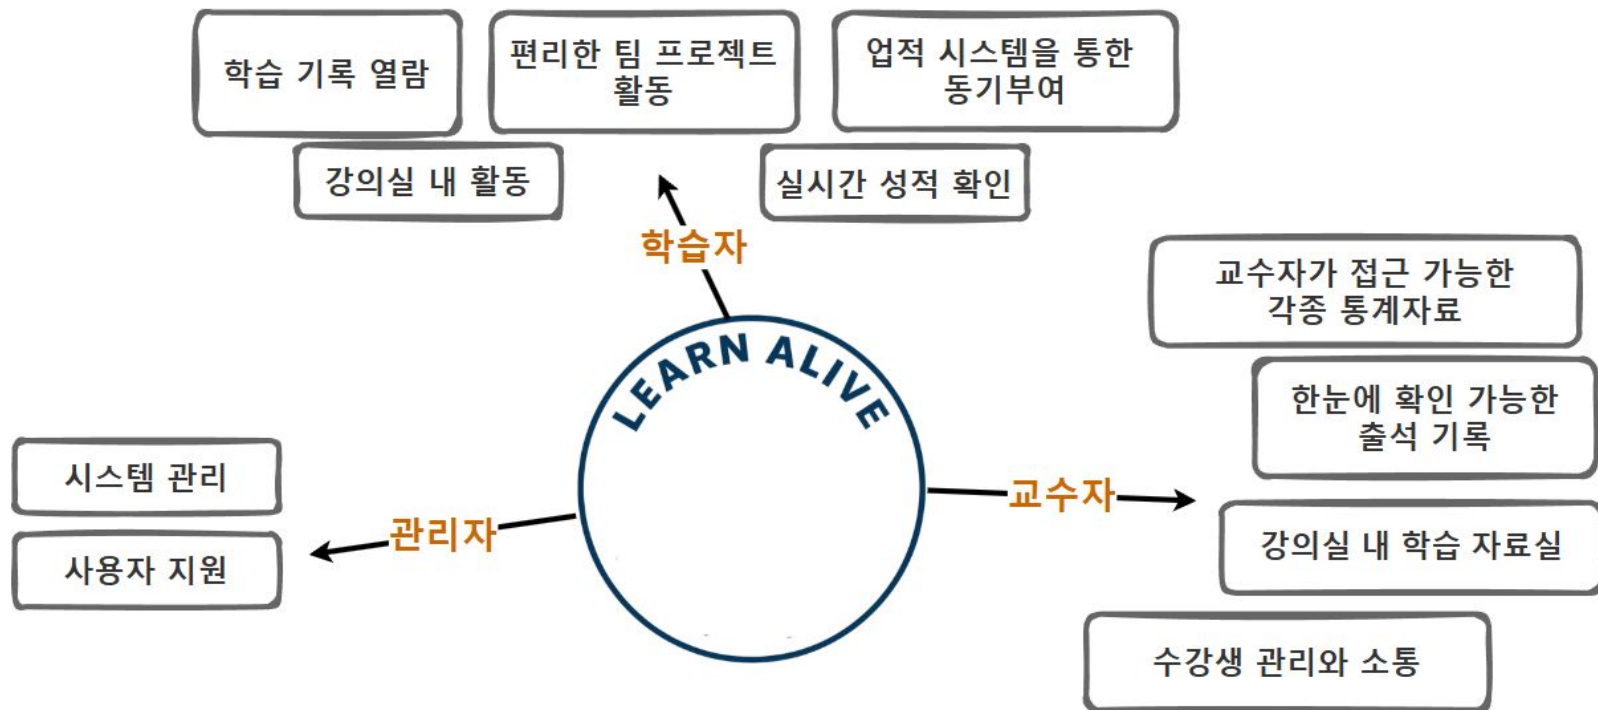 학습 기록 열람
편리한 팀 프로젝트
활동
업적 시스템을 통한
동기부여
강의실 내 활동
실시간 성적 확인
학습자
LEARN ALIVE
교수자가 접근 가능한
각종 통계자료
한눈에 확인 가능한
출석 기록
교수자
강의실 내 학습 자료실
수강생 관리와 소통
관리자
시스템 관리
사용자 지원